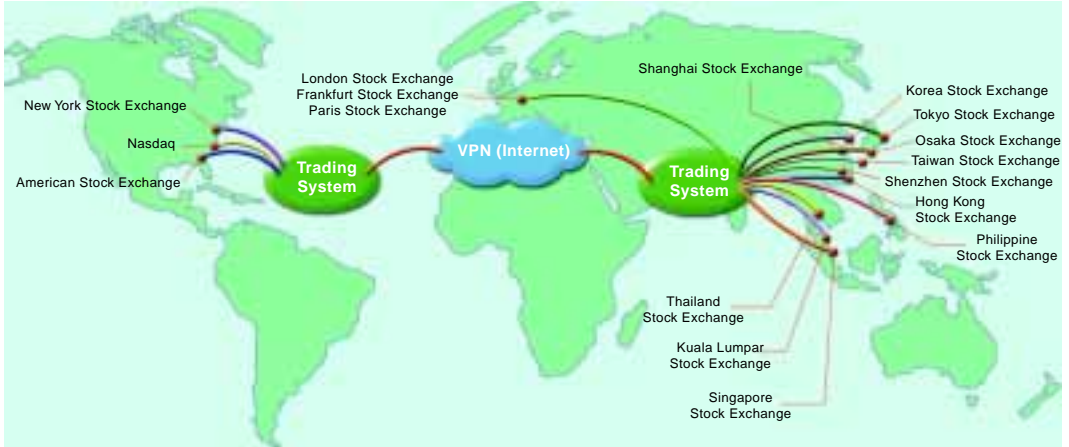 New York Stock Exchange
Nasdaq
American Stock Exchange
Trading
System
London Stock Exchange
Frankfurt Stock Exchange
Paris Stock Exchange
VPN (Internet)
Trading
System
Shanghai Stock Exchange
Korea Stock Exchange
Tokyo Stock Exchange
Osaka Stock Exchange
Taiwan Stock Exchange
Shenzhen Stock Exchange
Hong Kong
Stock Exchange
Philippine
Stock Exchange
Thailand
Stock Exchange
Kuala Lumpar
Stock Exchange
Singapore
Stock Exchange